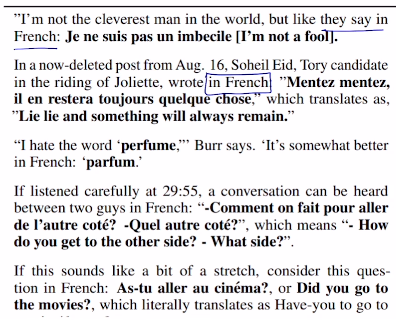 "I'm not the cleverest man in the world, but like they say in
French: Je ne suis pas un imbecile [I'm not a fool].
In a now-deleted post from Aug. 16, Soheil Eid, Tory candidate
in the riding of Joliette, wrote in French: "Mentez mentez,
il en restera toujours quelque chose," which translates as,
"Lie lie and something will always remain."
"I hate the word 'perfume,'" Burr says. 'It's somewhat better
in French: 'parfum.'
If listened carefully at 29:55, a conversation can be heard
between two guys in French: "-Comment on fait pour aller
de l'autre coté? -Quel autre coté?", which means "- How
do you get to the other side? - What side?".
If this sounds like a bit of a stretch, consider this ques-
tion in French: As-tu aller au cinéma?, or Did you go to
the movies?, which literally translates as Have-you to go to